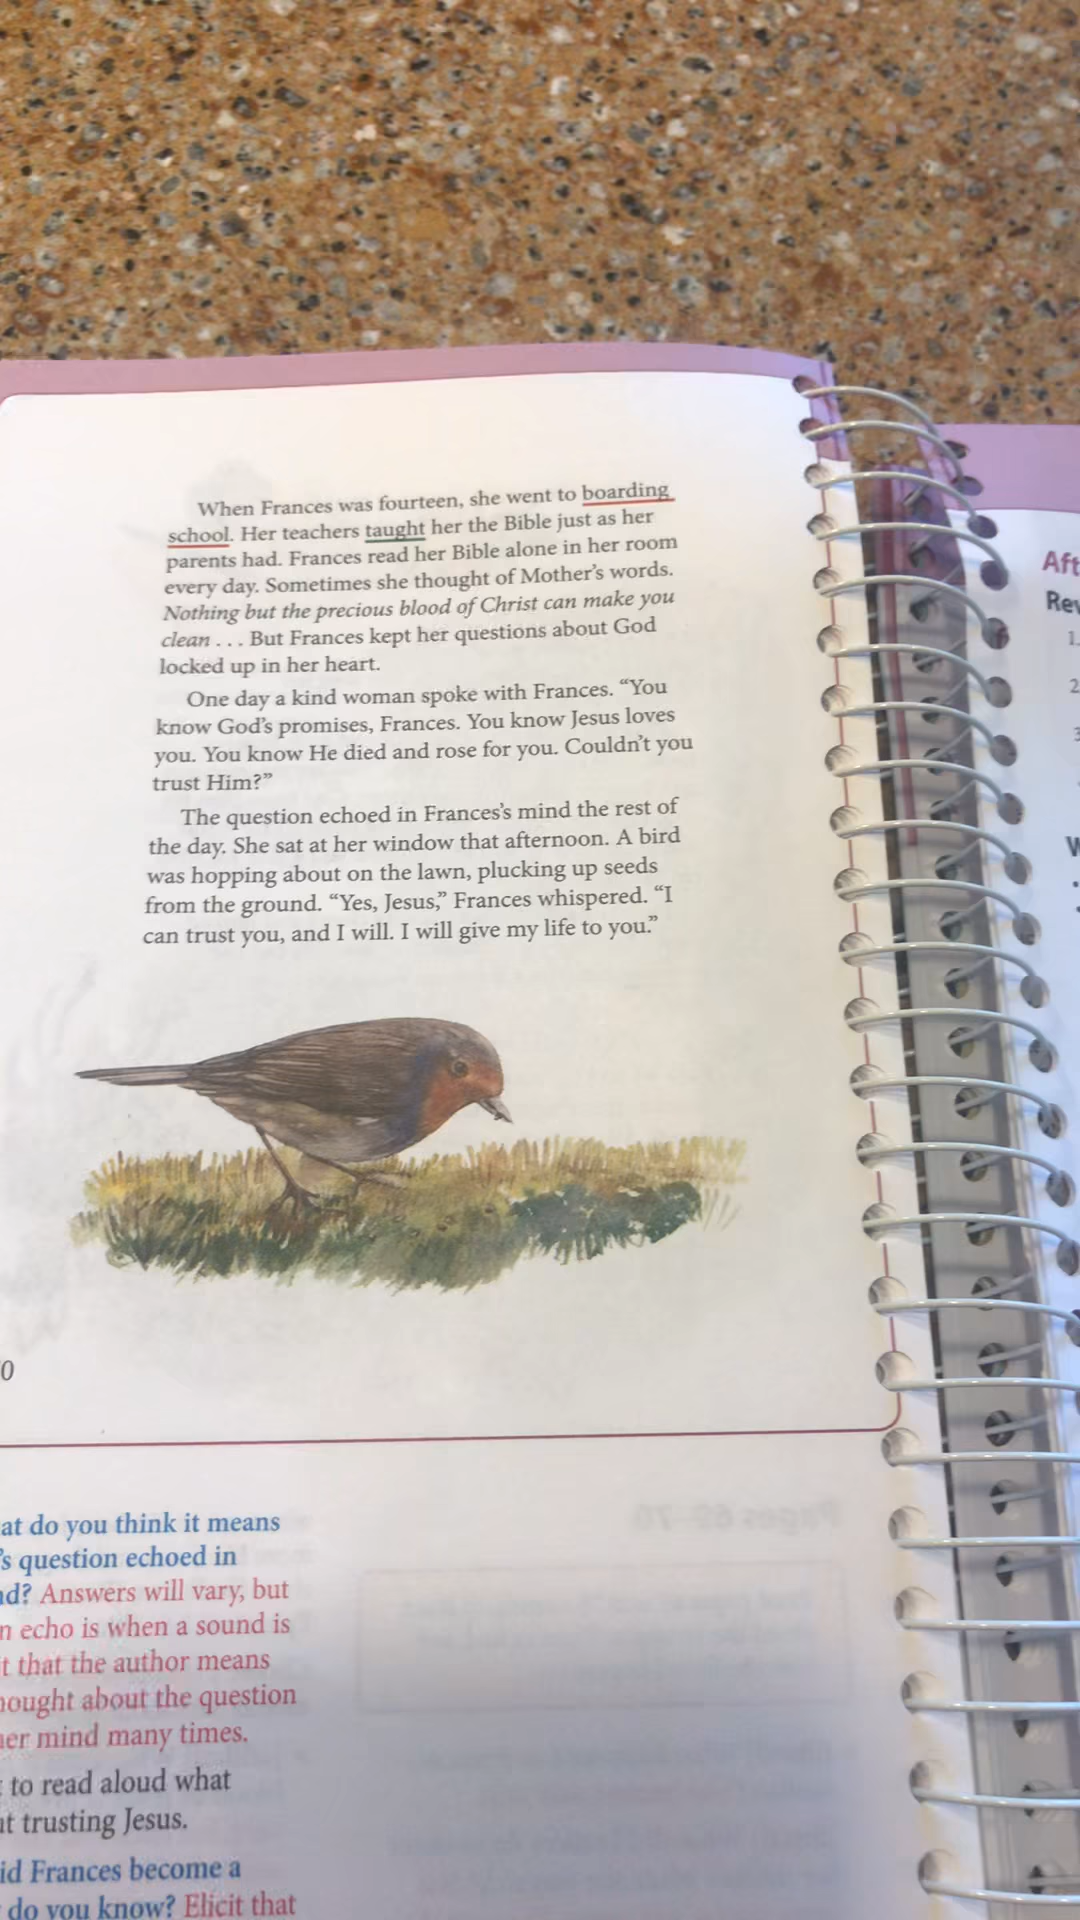 When Frances was fourteen, she went to boarding
school. Her teachers taught her the Bible just as her
parents had. Frances read her Bible alone in her room
every day. Sometimes she thought of Mother's words.
Nothing but the precious blood of Christ can make you
clean . . . But Frances kept her questions about God
locked up in her heart.
One day a kind woman spoke with Frances. “You
know God's promises, Frances. You know Jesus loves
you. You know He died and rose for you. Couldn't you
trust Him?”
The question echoed in Frances's mind the rest of
the day. She sat at her window that afternoon. A bird
was hopping about on the lawn, plucking up seeds
from the ground. “Yes, Jesus,” Frances whispered. “I
can trust you, and I will. I will give my life to you.”
0
at do you think it means
's question echoed in
nd? Answers will vary, but
n echo is when a sound is
t that the author means
hought about the question
her mind many times.
to read aloud what
ut trusting Jesus.
id Frances become a
do you know? Elicit that
Aft
Rev
1.
2
3
W